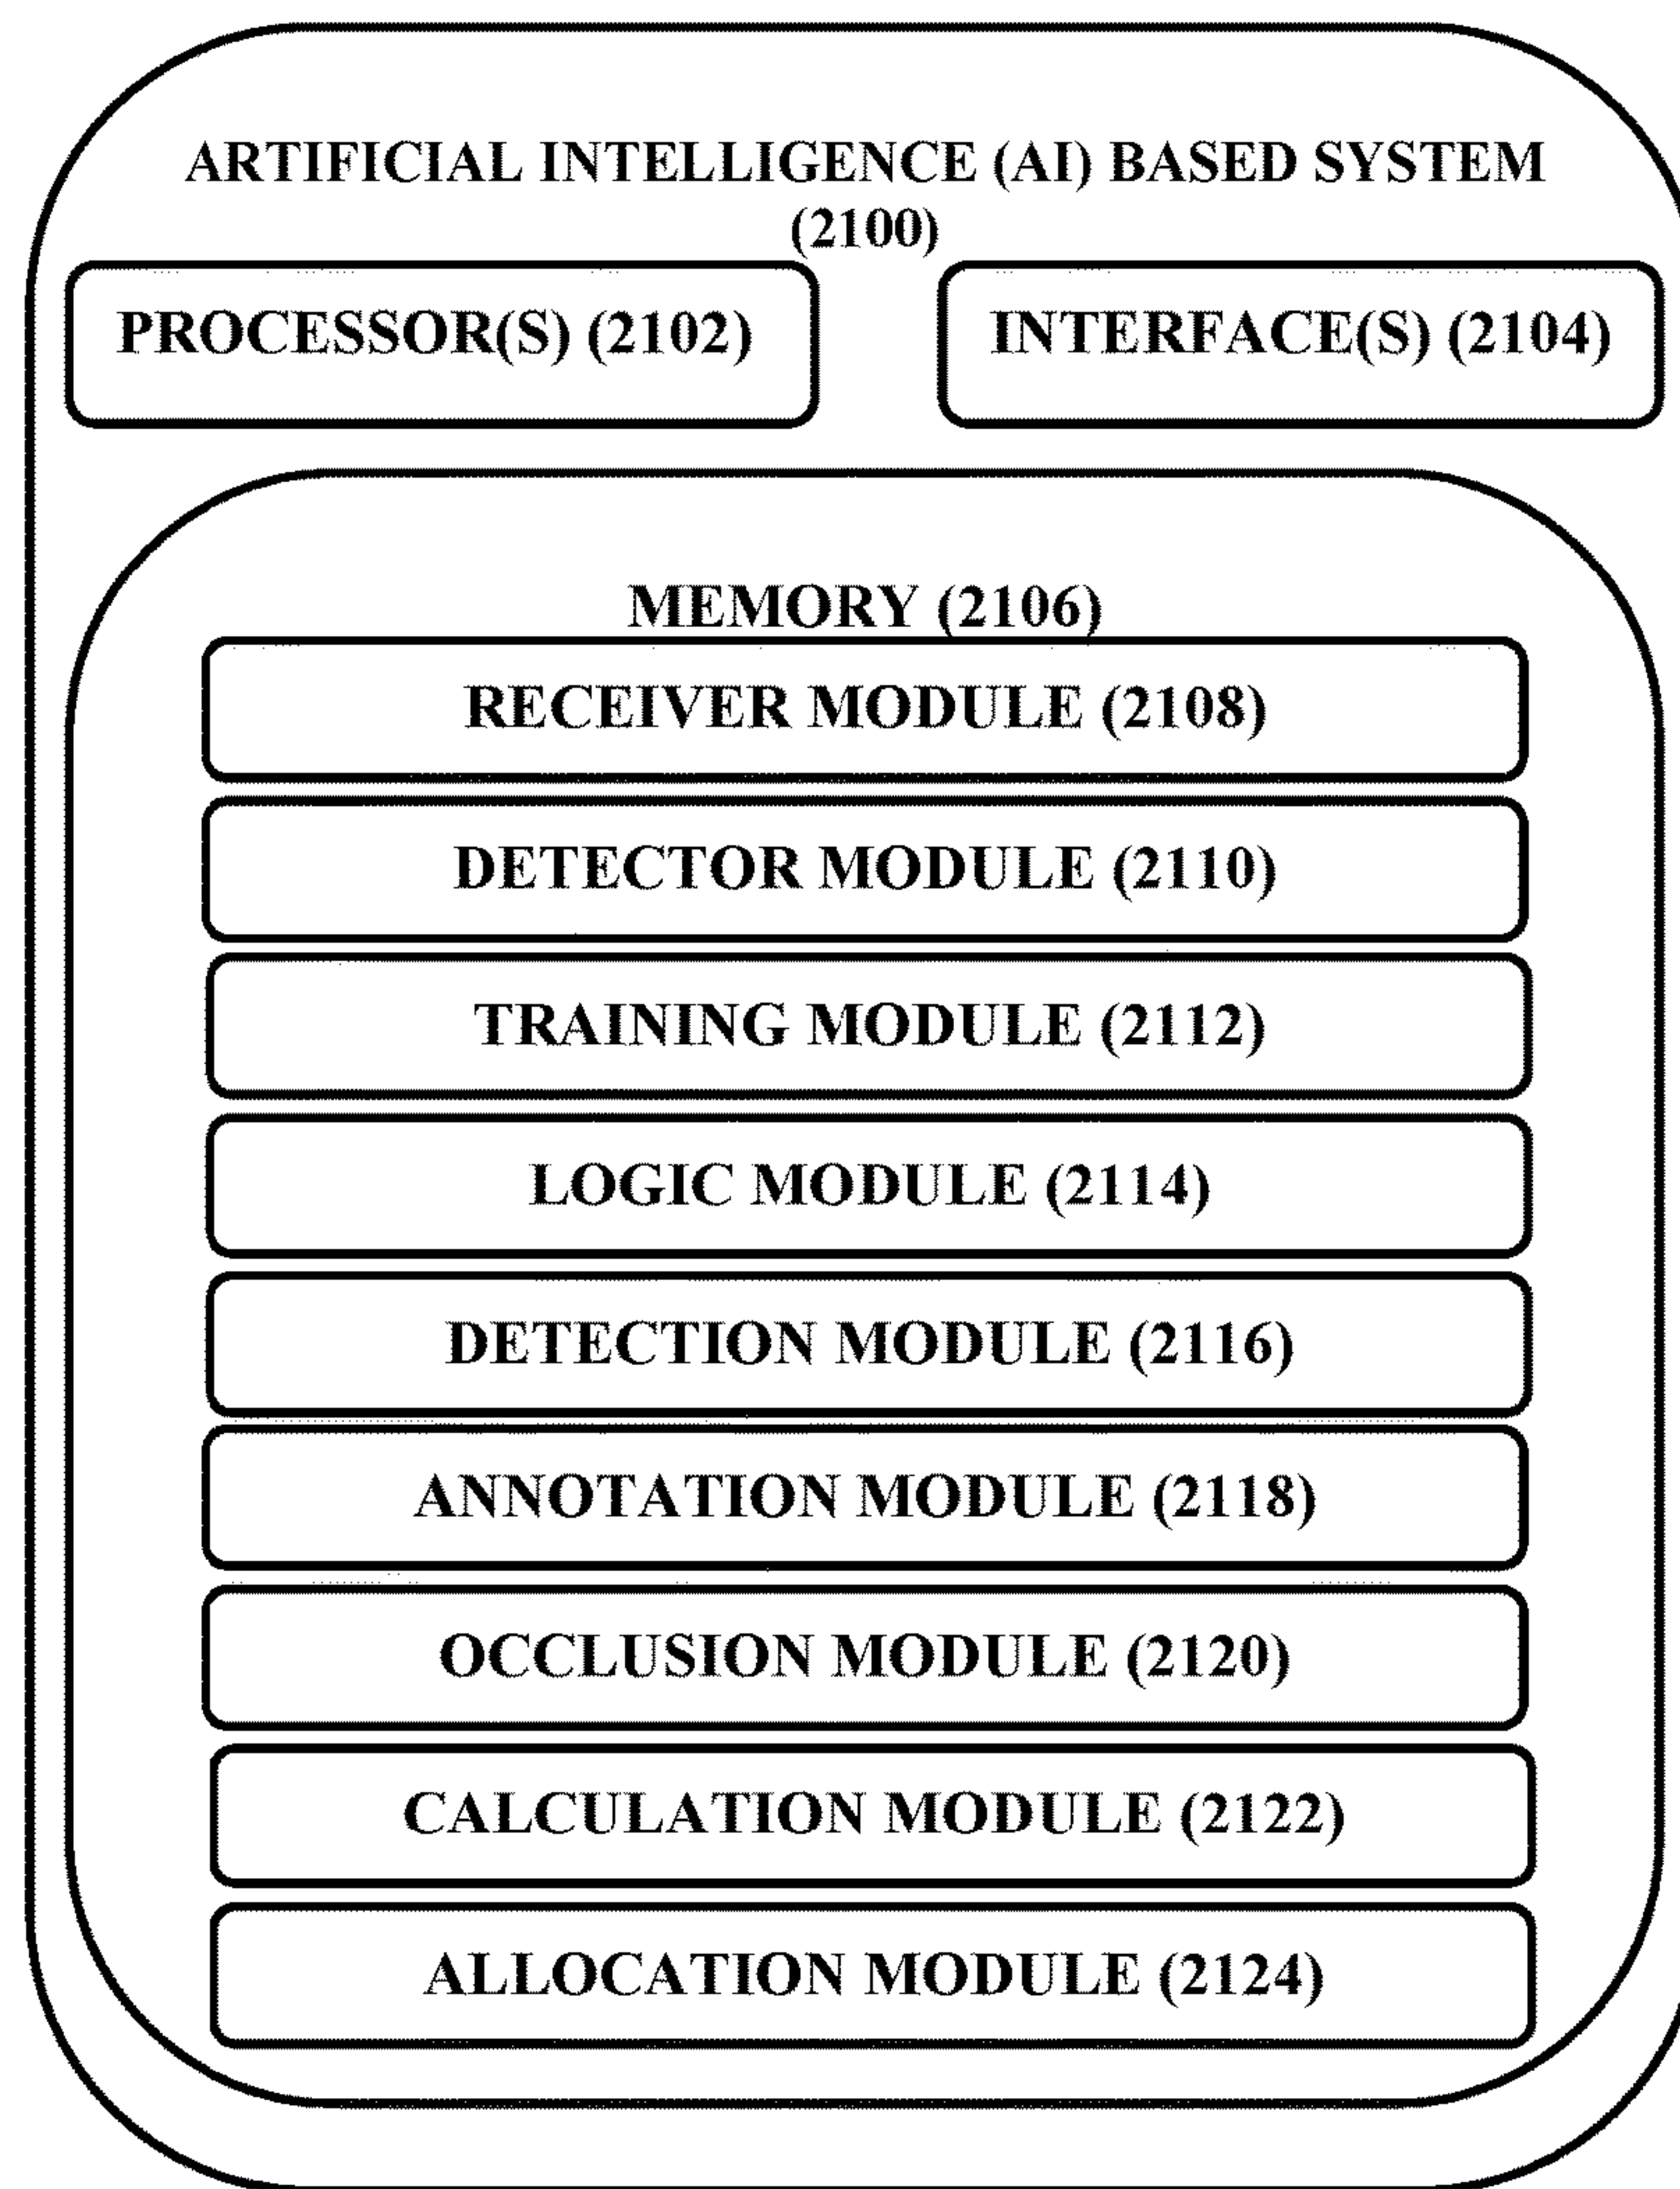 ARTIFICIAL INTELLIGENCE (AI) BASED SYSTEM
(2100)
PROCESSOR(S) (2102)
INTERFACE(S) (2104)
MEMORY (2106)
RECEIVER MODULE (2108)
DETECTOR MODULE (2110)
TRAINING MODULE (2112)
LOGIC MODULE (2114)
DETECTION MODULE (2116)
ANNOTATION MODULE (2118)
OCCLUSION MODULE (2120)
CALCULATION MODULE (2122)
ALLOCATION MODULE (2124)